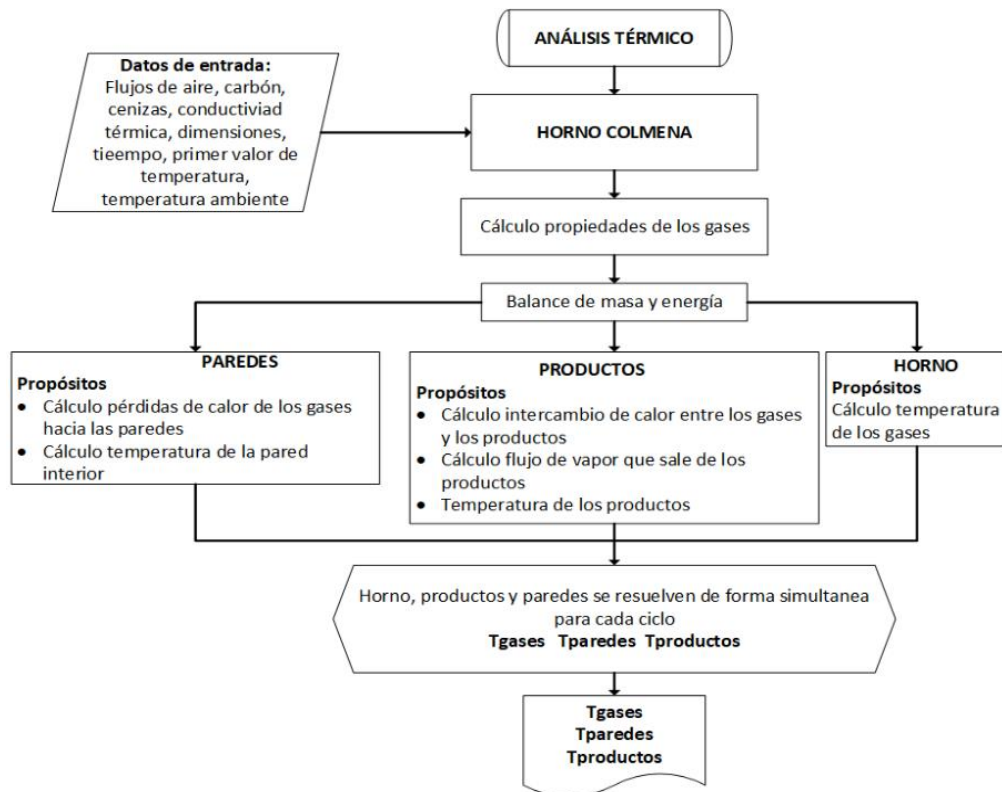 ANÁLISIS TÉRMICO
Datos de entrada:
Flujos de aire, carbón,
cenizas, conductiviad
térmica, dimensiones,
tieempo, primer valor de
temperatura,
temperatura ambiente
HORNO COLMENA
Cálculo propiedades de los gases
Balance de masa y energía
PAREDES
Propósitos
• Cálculo pérdidas de calor de los gases
hacia las paredes
• Cálculo temperatura de la pared
interior
PRODUCTOS
Propósitos
• Cálculo intercambio de calor entre los gases
y los productos
• Cálculo flujo de vapor que sale de los
productos
• Temperatura de los productos
HORNO
Propósitos
Cálculo temperatura
de los gases
Horno, productos y paredes se resuelven de forma simultanea
para cada ciclo
Tgases Tparedes Tproductos
Tgases
Tparedes
Tproductos